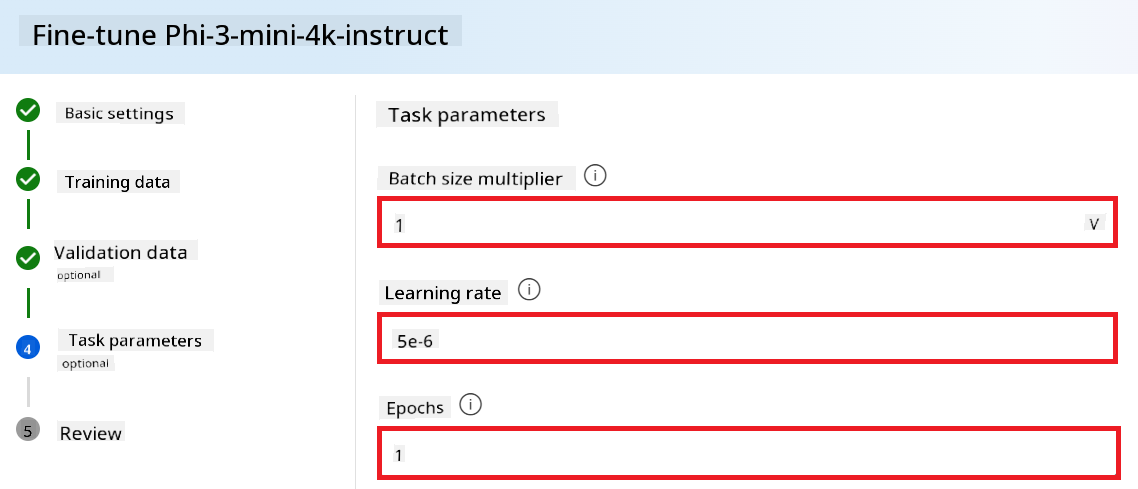 Fine-tune Phi-3-mini-4k-instruct
Basic settings
Training data
Validation data
optional
4
Task parameters
optional
5
Review
Task parameters
Batch size multiplier
1
V
Learning rate
5e-6
Epochs
1